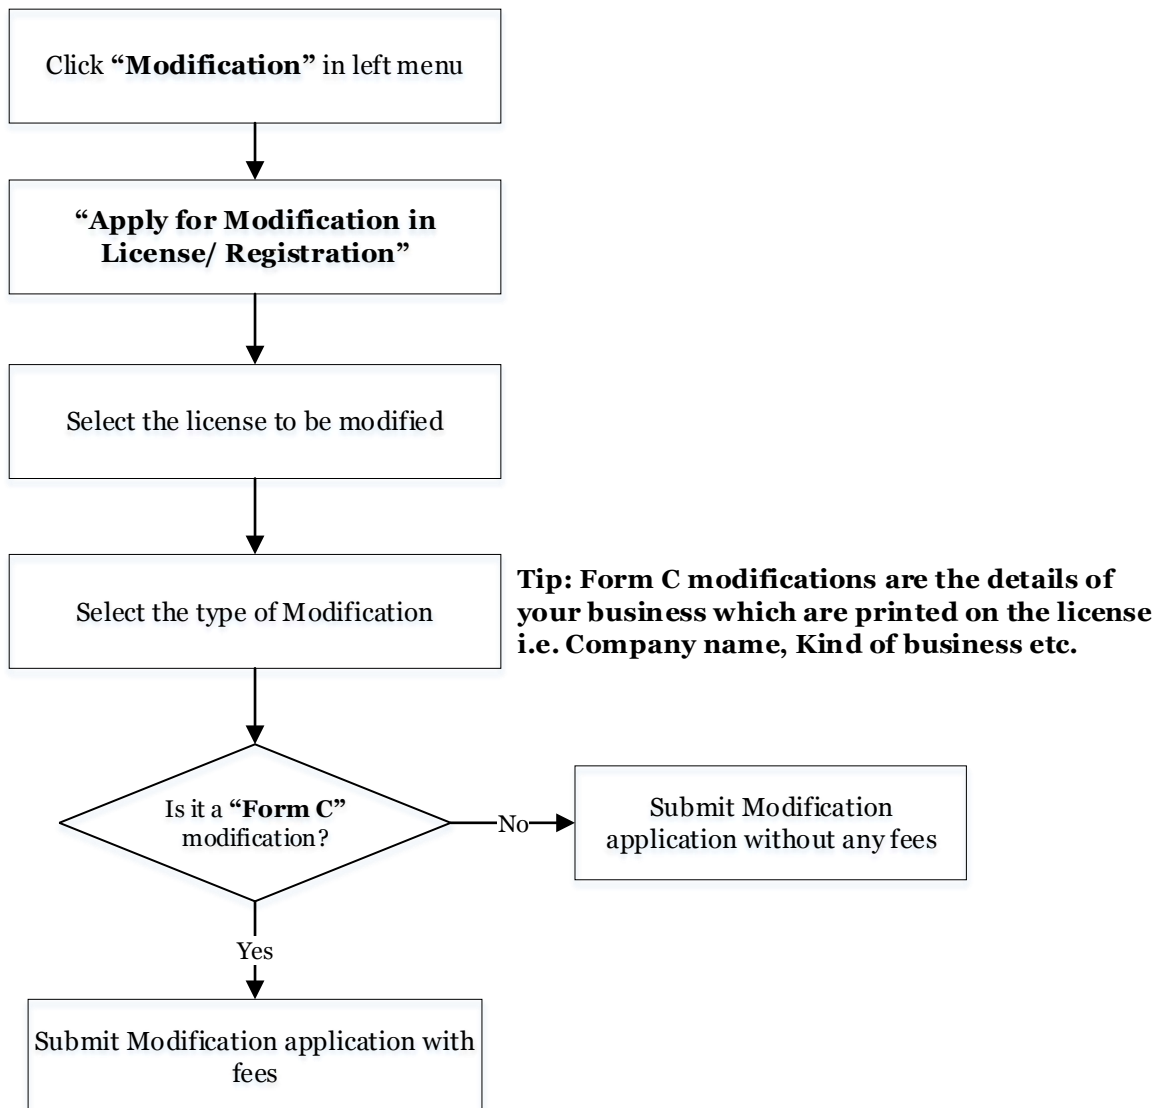 Click “Modification” in left menu
“Apply for Modification in
License/ Registration”
Select the license to be modified
Select the type of Modification
Tip: Form C modifications are the details of
your business which are printed on the license
i.e. Company name, Kind of business etc.
Is it a “Form C”
modification?
No
Submit Modification
application without any fees
Yes
Submit Modification application with
fees